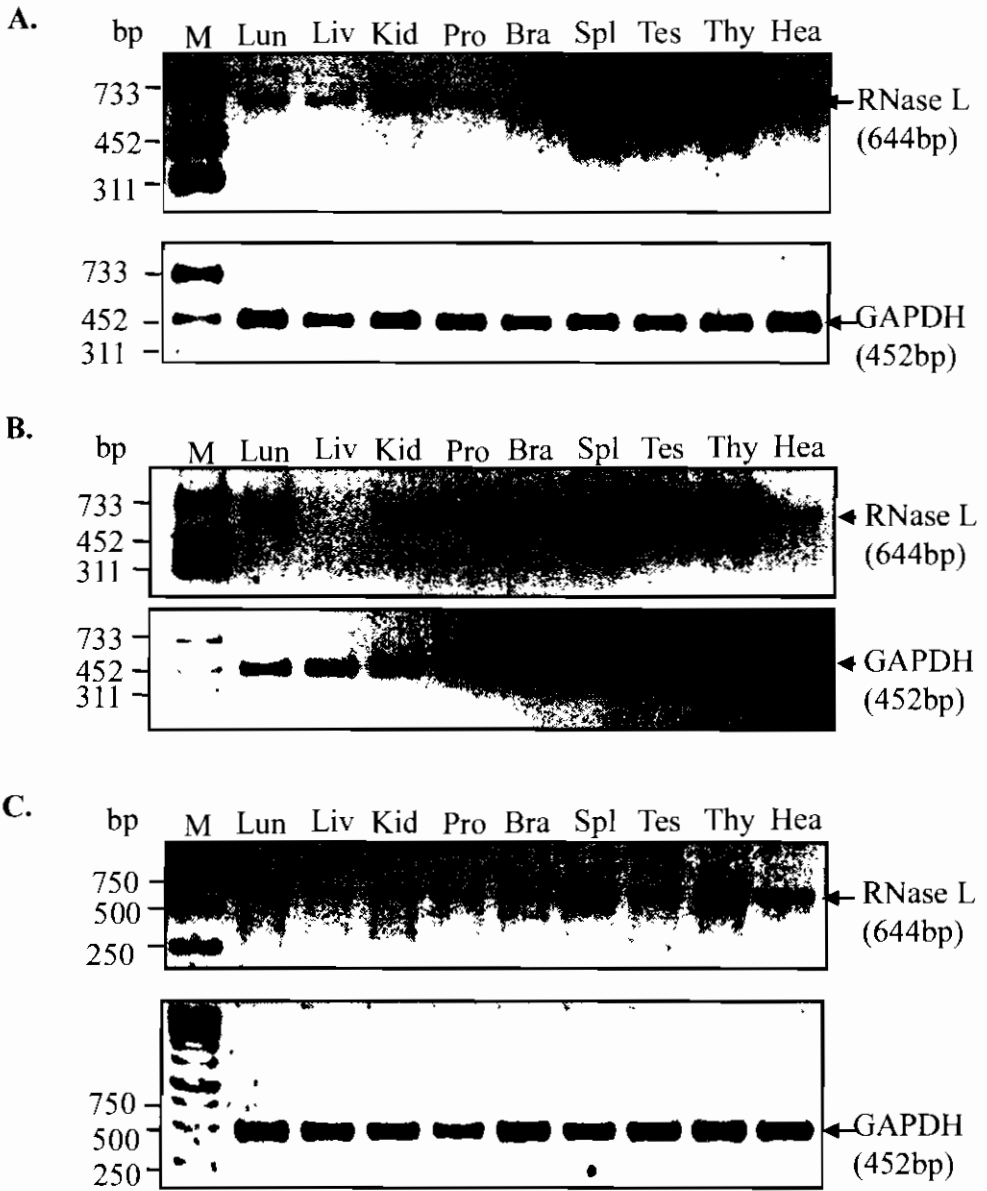 A.
bp M Lun Liv Kid Pro Bra Spl Tes Thy Hea
733
452
311
RNase L
(644bp)
733
452
311
GAPDH
(452bp)
B.
bp M Lun Liv Kid Pro Bra Spl Tes Thy Hea
733
452
311
RNase L
(644bp)
733
452
311
GAPDH
(452bp)
C.
bp M Lun Liv Kid Pro Bra Spl Tes Thy Hea
750
500
250
RNase L
(644bp)
750
500
250
GAPDH
(452bp)